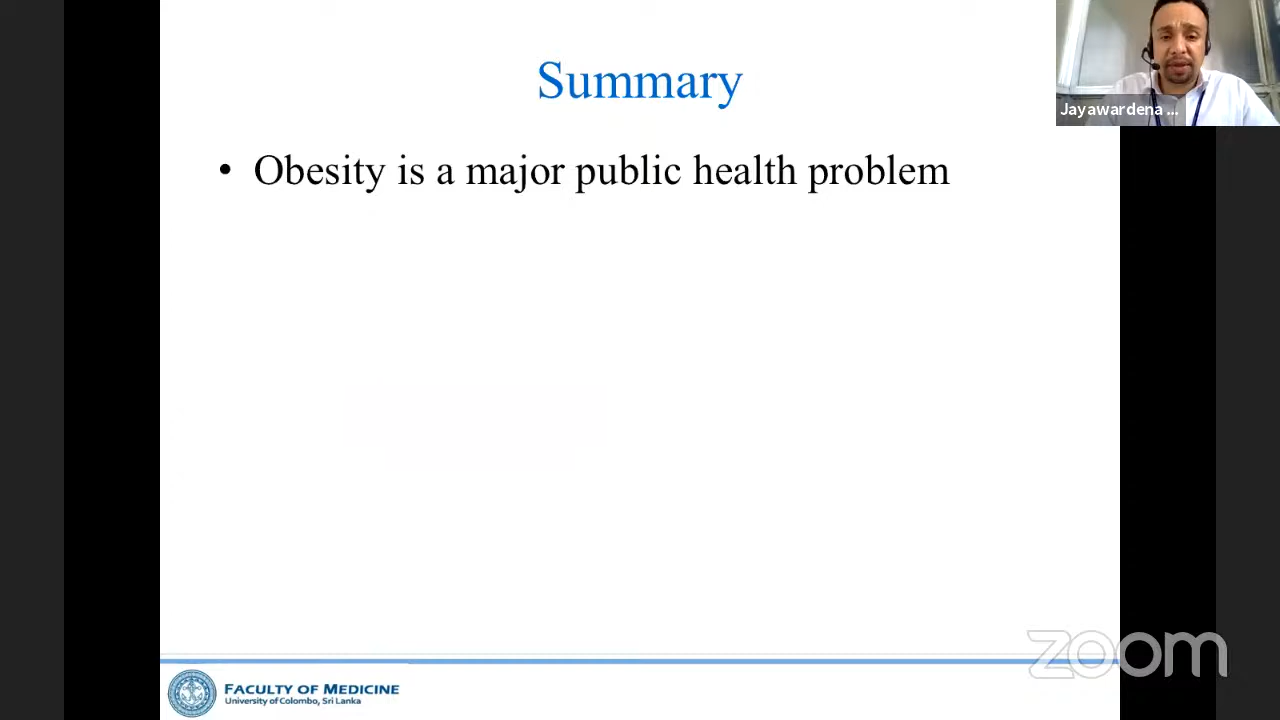 Summary
Jayawardena ...
• Obesity is a major public health problem
zoom
FACULTY OF MEDICINE
University of Colombo, Sri Lanka